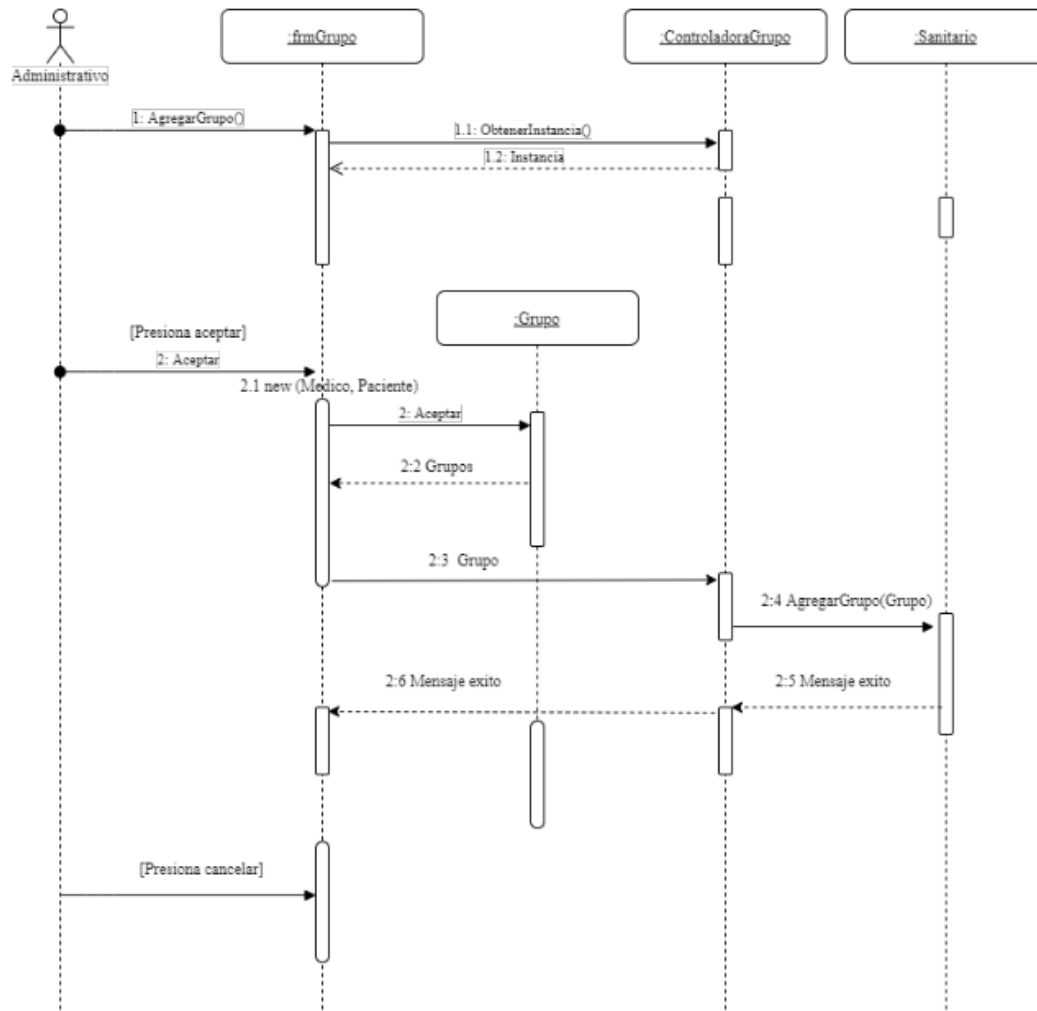 :frmGrupo
:ControladoraGrupo
:Sanitario
Administrativo
1: AgregarGrupo()
1.1: ObtenerInstancia()
1.2: Instancia
:Grupo
[Presiona aceptar]
2: Aceptar
2.1 new (Medico, Paciente)
2: Aceptar
2:2 Grupos
2:3 Grupo
2:4 AgregarGrupo(Grupo)
2:6 Mensaje exito
2:5 Mensaje exito
[Presiona cancelar]